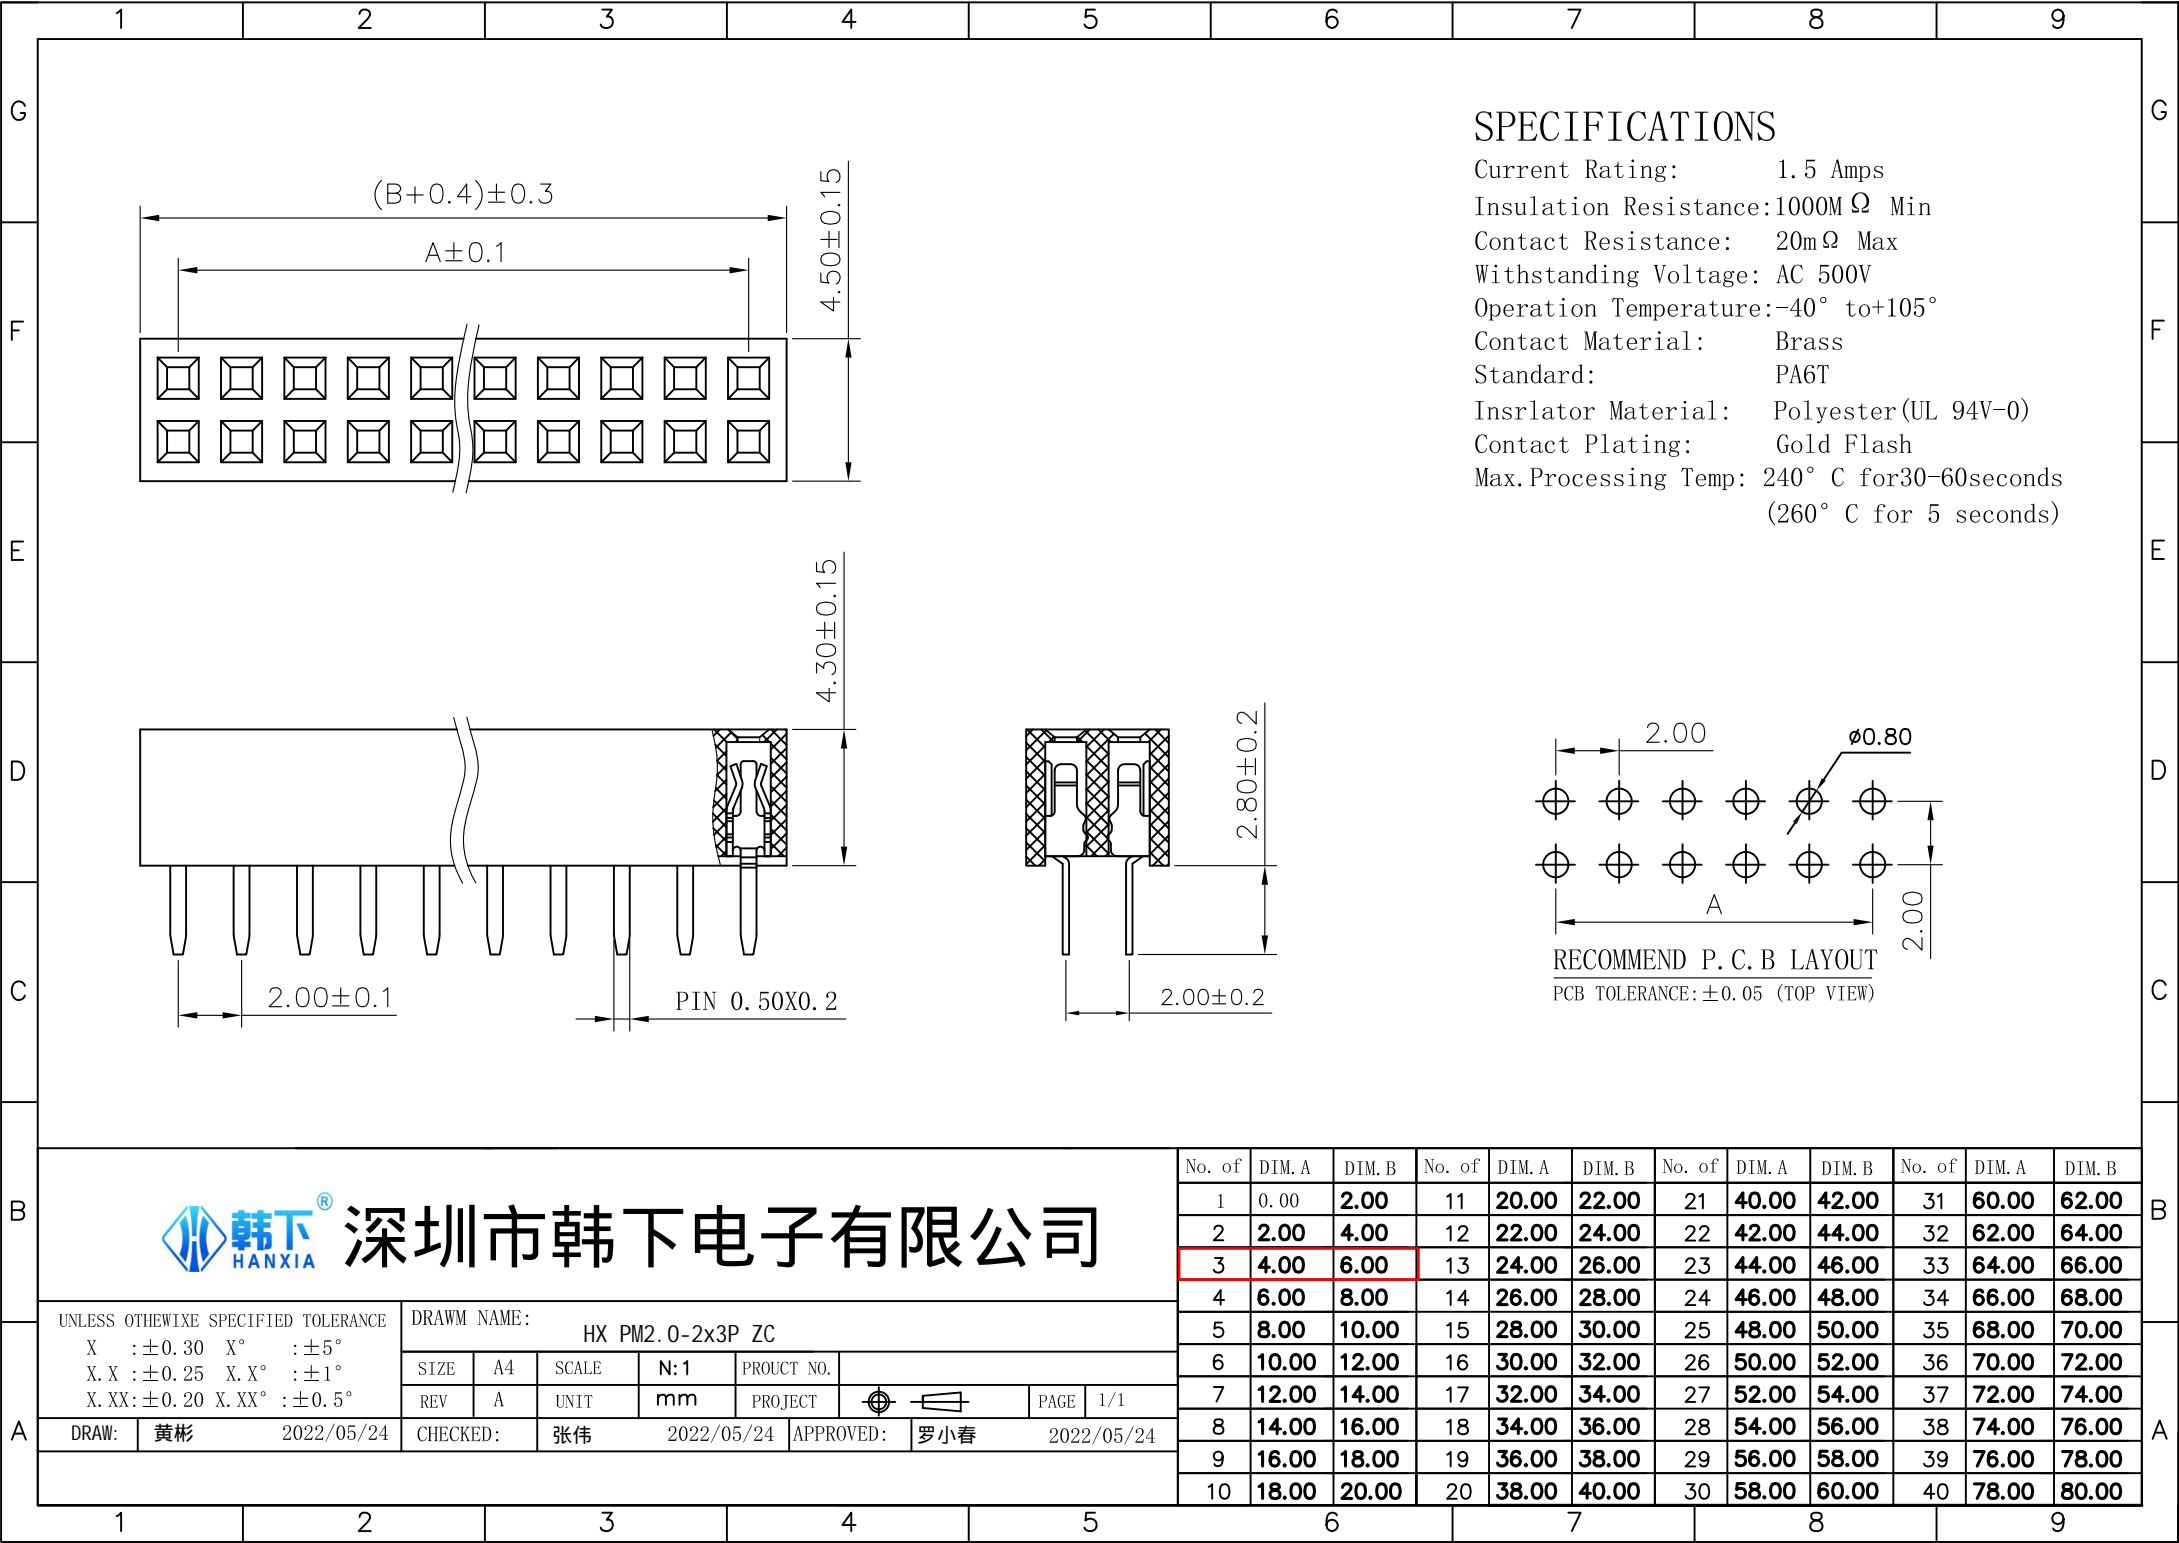 1 2 3 4 5 6 7 8 9
G G
F F
E E
D D
C C
B B
A A
(B+0.4)±0.3
A±0.1
4.50±0.15
SPECIFICATIONS
Current Rating: 1.5 Amps
Insulation Resistance:1000MΩ Min
Contact Resistance: 20mΩ Max
Withstanding Voltage: AC 500V
Operation Temperature:-40° to+105°
Contact Material: Brass
Standard: PA6T
Insrlator Material: Polyester(UL 94V-0)
Contact Plating: Gold Flash
Max.Processing Temp: 240° C for30-60seconds
(260° C for 5 seconds)
4.30±0.15
2.00±0.1
PIN 0.50X0.2
2.80±0.2
2.00±0.2
2.00
ø0.80
A
2.00
RECOMMEND P.C.B LAYOUT
PCB TOLERANCE:±0.05 (TOP VIEW)
韩下® HANXIA 深圳市韩下电子有限公司
UNLESS OTHEWIXE SPECIFIED TOLERANCE
X :±0.30 X° :±5°
X.X :±0.25 X.X° :±1°
X.XX:±0.20 X.XX° :±0.5°
DRAWM NAME:
HX PM2.0-2x3P ZC
SIZE A4 SCALE N:1 PROUCT NO.
REV A UNIT mm PROJECT PAGE 1/1
DRAW: 黄彬 2022/05/24 CHECKED: 张伟 2022/05/24 APPROVED: 罗小春 2022/05/24
No. of DIM.A DIM.B No. of DIM.A DIM.B No. of DIM.A DIM.B No. of DIM.A DIM.B
1 0.00 2.00 11 20.00 22.00 21 40.00 42.00 31 60.00 62.00
2 2.00 4.00 12 22.00 24.00 22 42.00 44.00 32 62.00 64.00
3 4.00 6.00 13 24.00 26.00 23 44.00 46.00 33 64.00 66.00
4 6.00 8.00 14 26.00 28.00 24 46.00 48.00 34 66.00 68.00
5 8.00 10.00 15 28.00 30.00 25 48.00 50.00 35 68.00 70.00
6 10.00 12.00 16 30.00 32.00 26 50.00 52.00 36 70.00 72.00
7 12.00 14.00 17 32.00 34.00 27 52.00 54.00 37 72.00 74.00
8 14.00 16.00 18 34.00 36.00 28 54.00 56.00 38 74.00 76.00
9 16.00 18.00 19 36.00 38.00 29 56.00 58.00 39 76.00 78.00
10 18.00 20.00 20 38.00 40.00 30 58.00 60.00 40 78.00 80.00
1 2 3 4 5 6 7 8 9